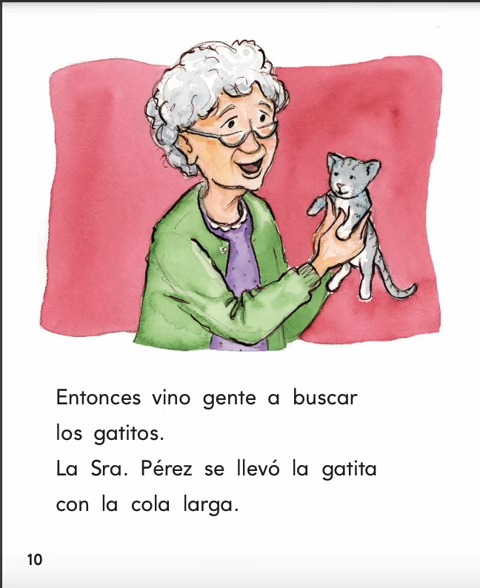 Entonces vino gente a buscar
los gatitos.
La Sra. Pérez se llevó la gatita
con la cola larga.
10